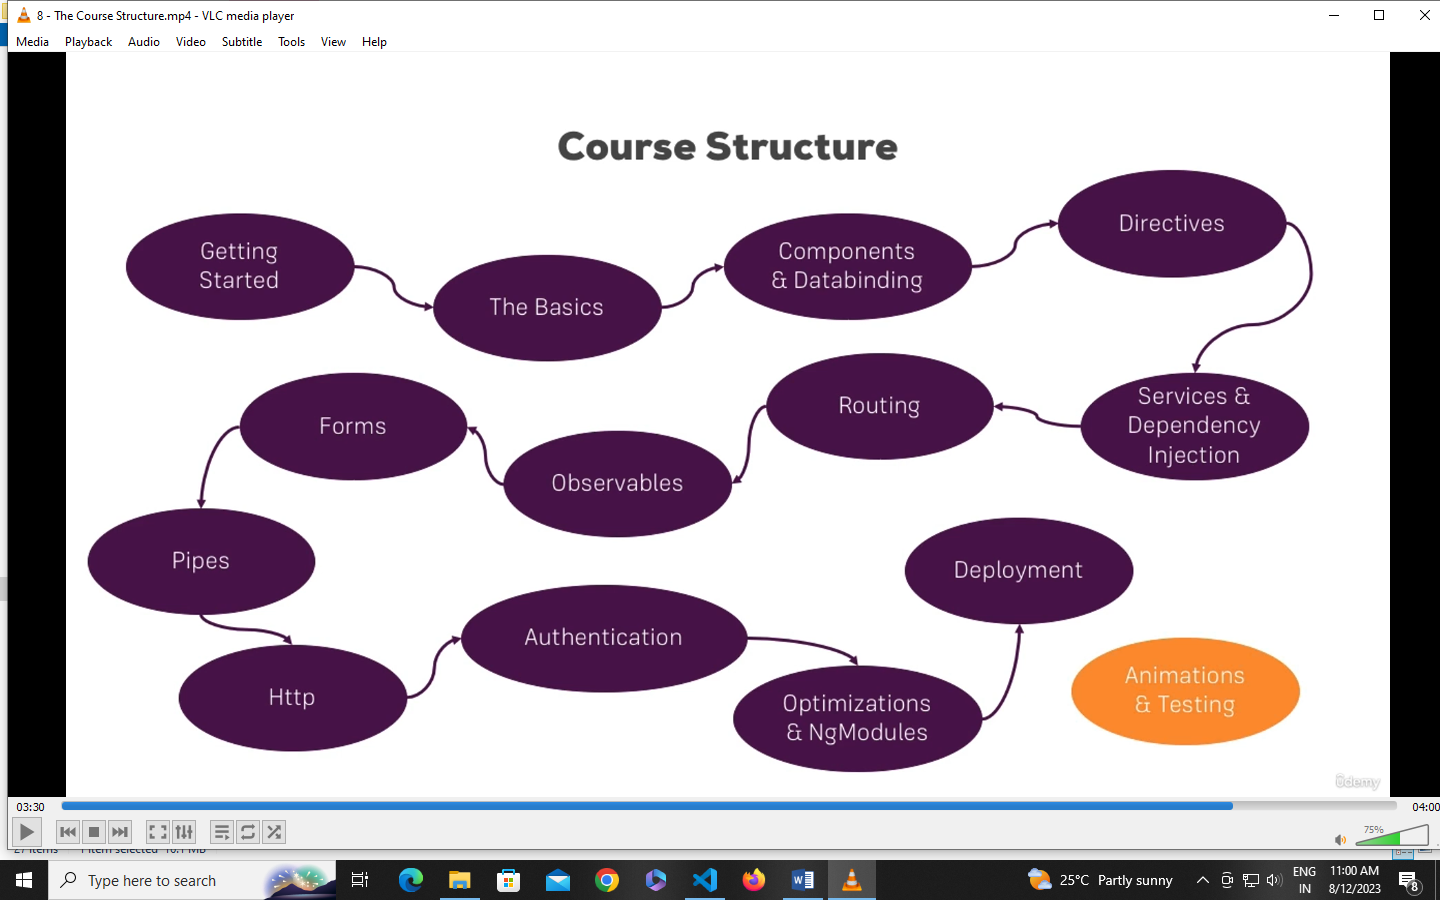 8 - The Course Structure.mp4 - VLC media player
Media Playback Audio Video Subtitle Tools View Help
Course Structure
Getting
Started
The Basics
Components
& Databinding
Directives
Services &
Dependency
Injection
Routing
Observables
Forms
Pipes
Http
Authentication
Optimizations
& NgModules
Deployment
Animations
& Testing
ûdemy
03:30
04:00
75%
Type here to search
25°C Partly sunny
ENG
IN
11:00 AM
8/12/2023
8